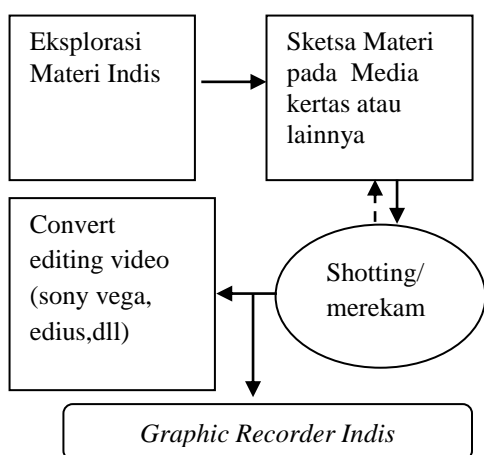 Eksplorasi
Materi Indis
Sketsa Materi
pada Media
kertas atau
lainnya
Convert
editing video
(sony vega,
edius,dll)
Shotting/
merekam
Graphic Recorder Indis